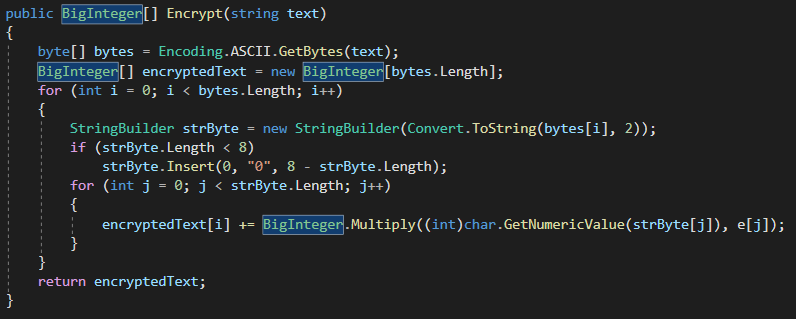 public BigInteger[] Encrypt(string text)
{
    byte[] bytes = Encoding.ASCII.GetBytes(text);
    BigInteger[] encryptedText = new BigInteger[bytes.Length];
    for (int i = 0; i < bytes.Length; i++)
    {
        StringBuilder strByte = new StringBuilder(Convert.ToString(bytes[i], 2));
        if (strByte.Length < 8)
            strByte.Insert(0, "0", 8 - strByte.Length);
        for (int j = 0; j < strByte.Length; j++)
        {
            encryptedText[i] += BigInteger.Multiply((int)char.GetNumericValue(strByte[j]), e[j]);
        }
    }
    return encryptedText;
}